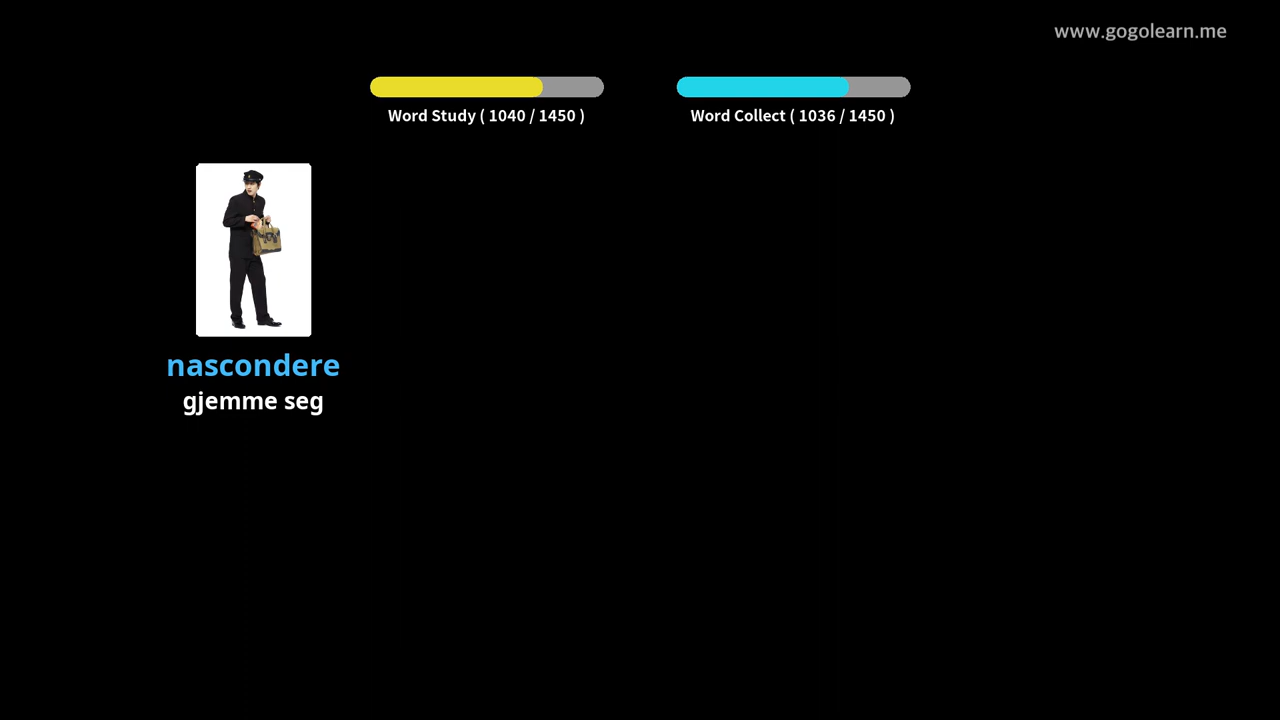 www.gogolearn.me
Word Study ( 1040 / 1450 )
Word Collect ( 1036 / 1450 )
nascondere
gjemme seg